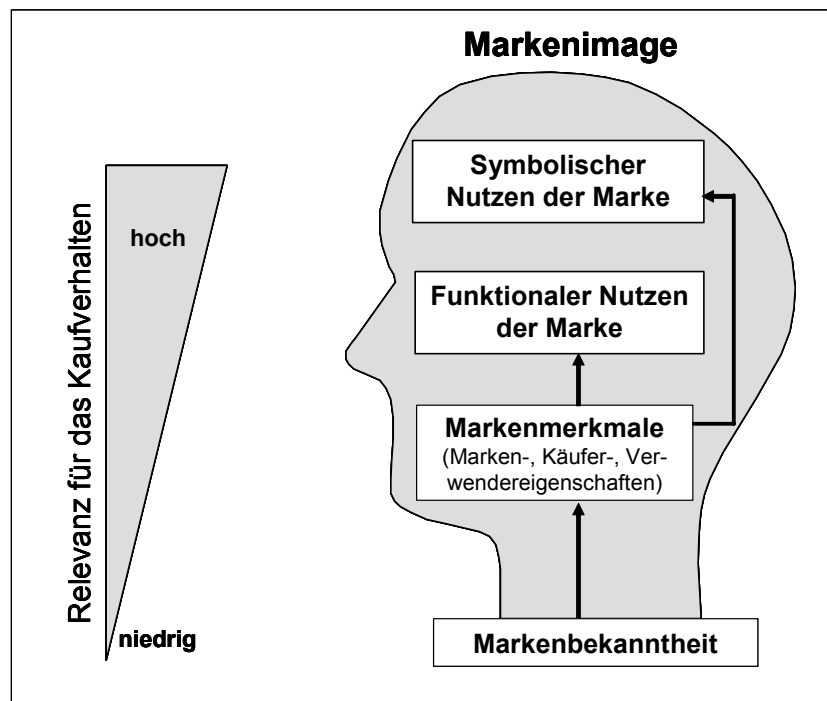 Markenimage
Symbolischer
Nutzen der Marke
hoch
Funktionaler Nutzen
der Marke
Markenmerkmale
(Marken-, Käufer-, Ver-
wendereigenschaften)
Relevanz für das Kaufverhalten
niedrig
Markenbekanntheit